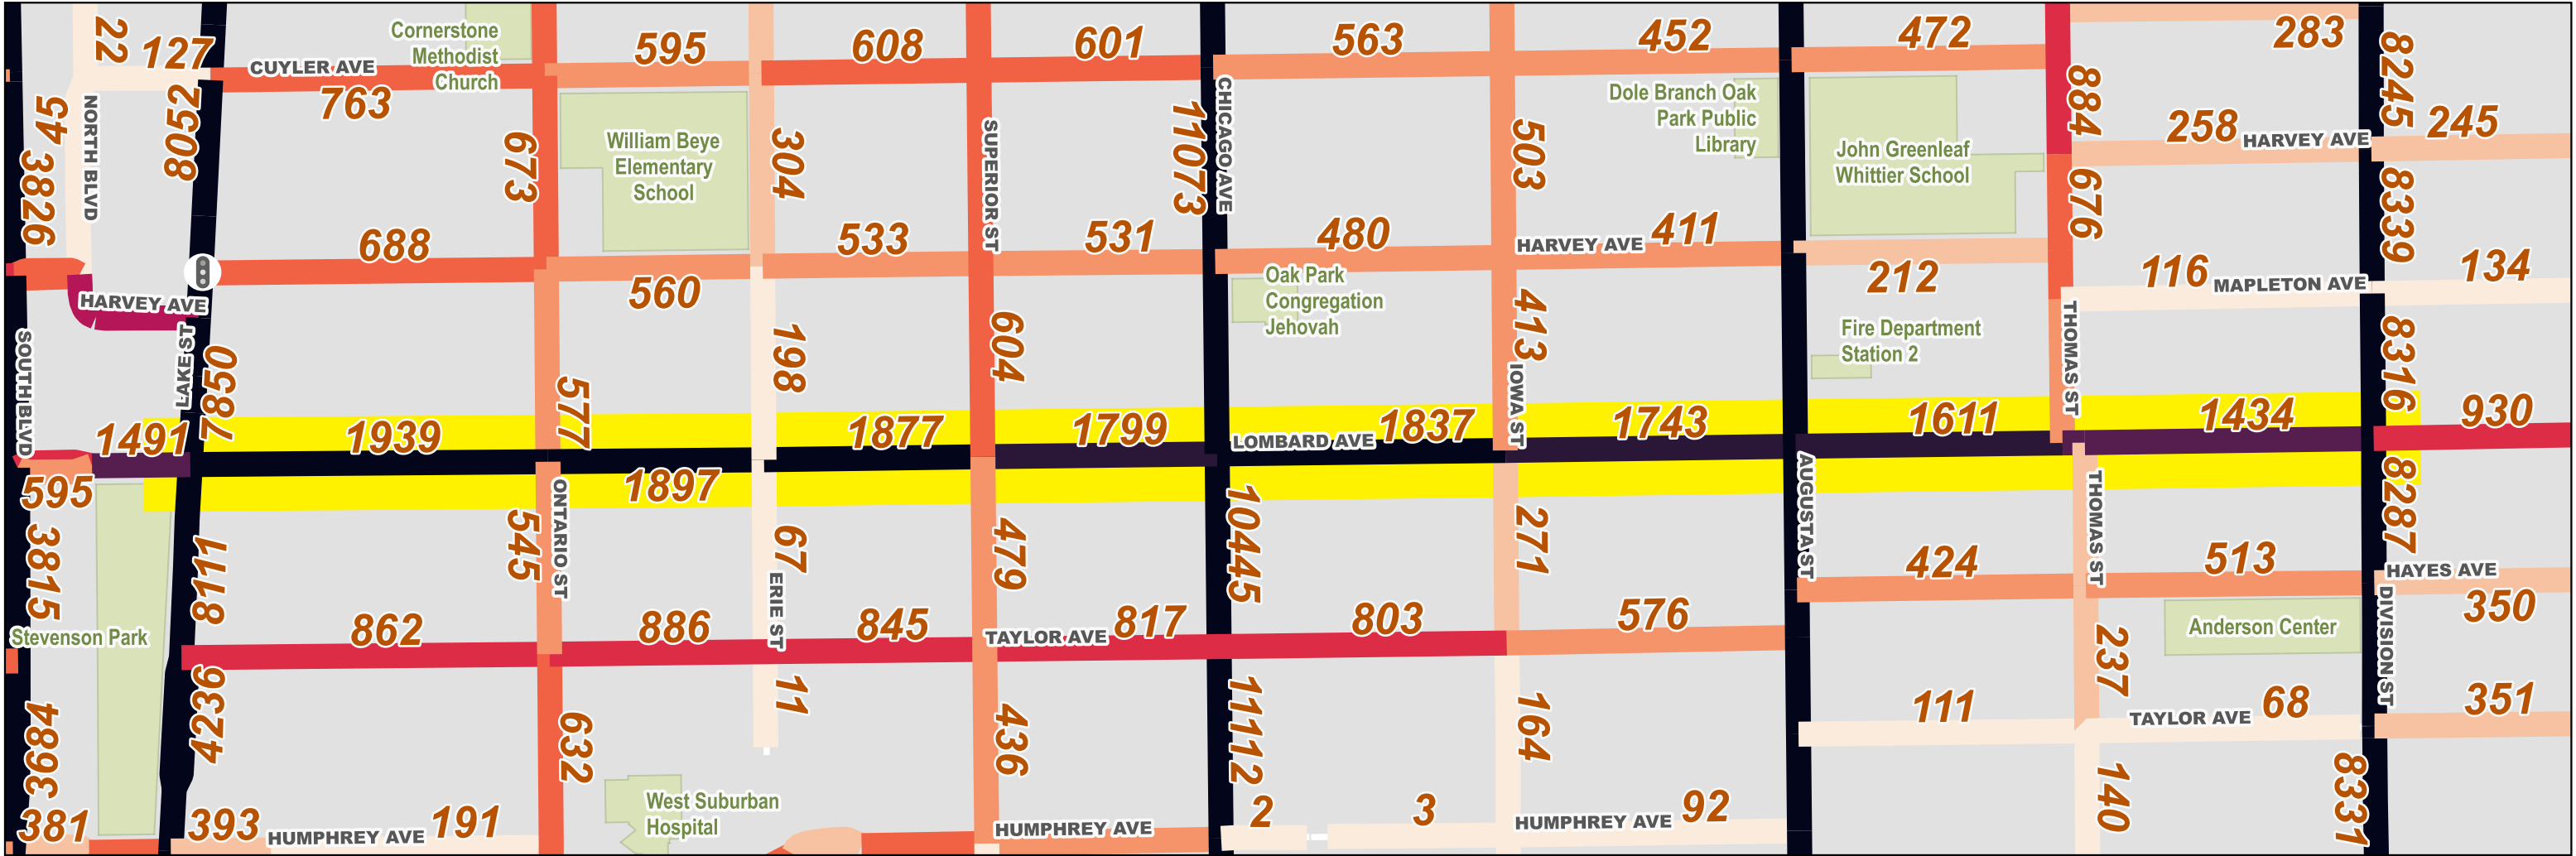 22
127
CUYLER AVE
763
Cornerstone
Methodist
Church
595
608
601
563
452
472
283
8245
54
NORTH BLVD
8052
3826
673
William Beye
Elementary
School
304
SUPERIOR ST
11073
CHICAGO AVE
503
Dole Branch Oak
Park Public
Library
John Greenleaf
Whittier School
884
258
HARVEY AVE
245
688
533
531
480
HARVEY AVE
411
676
8339
560
Oak Park
Congregation
Jehovah
212
116
MAPLETON AVE
134
HARVEY AVE
SOUTH BLVD
LAKE ST
7850
577
198
604
413
IOWA ST
Fire Department
Station 2
THOMAS ST
8316
1491
1939
1877
1799
LOMBARD AVE
1837
1743
1611
1434
930
595
1897
3815
8111
545
ONTARIO ST
67
ERIE ST
479
10445
271
AUGUSTA ST
424
THOMAS ST
513
8287
HAYES AVE
350
Stevenson Park
862
886
845
TAYLOR AVE
817
803
576
237
Anderson Center
DIVISION ST
3984
4236
632
11
436
11112
164
111
TAYLOR AVE
68
351
381
393
HUMPHREY AVE
191
West Suburban
Hospital
HUMPHREY AVE
2
3
HUMPHREY AVE
92
140
8331